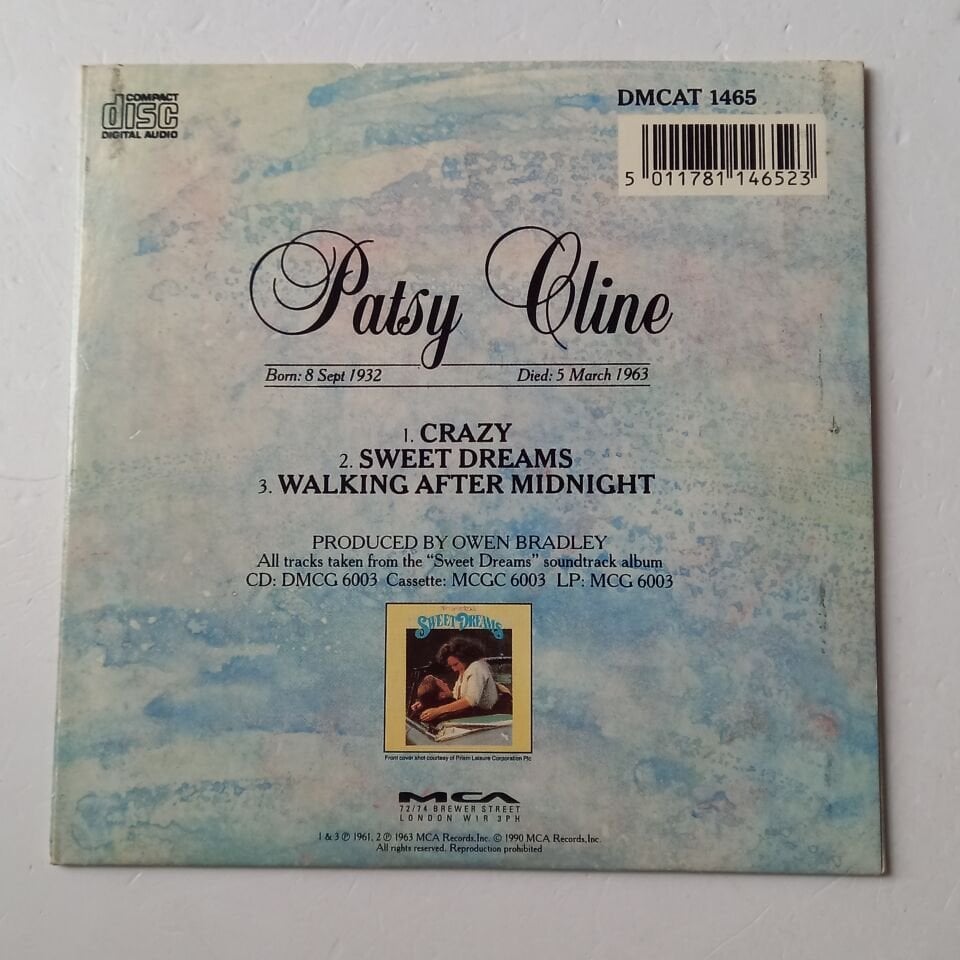 COMPACT
disc
DIGITAL AUDIO
DMCAT 1465
5 011781 146523
Patsy Cline
Born: 8 Sept 1932 Died: 5 March 1963
1. CRAZY
2. SWEET DREAMS
3. WALKING AFTER MIDNIGHT
PRODUCED BY OWEN BRADLEY
All tracks taken from the “Sweet Dreams” soundtrack album
CD: DMCG 6003 Cassette: MCGC 6003 LP: MCG 6003
SWEET DREAMS
Front cover shot courtesy of Prism Leisure Corporation Plc
MCA
72/74 BREWER STREET
LONDON W1R 3PH
1 & 3 ℗ 1961, 2 ℗ 1963 MCA Records, Inc. © 1990 MCA Records, Inc.
All rights reserved. Reproduction prohibited